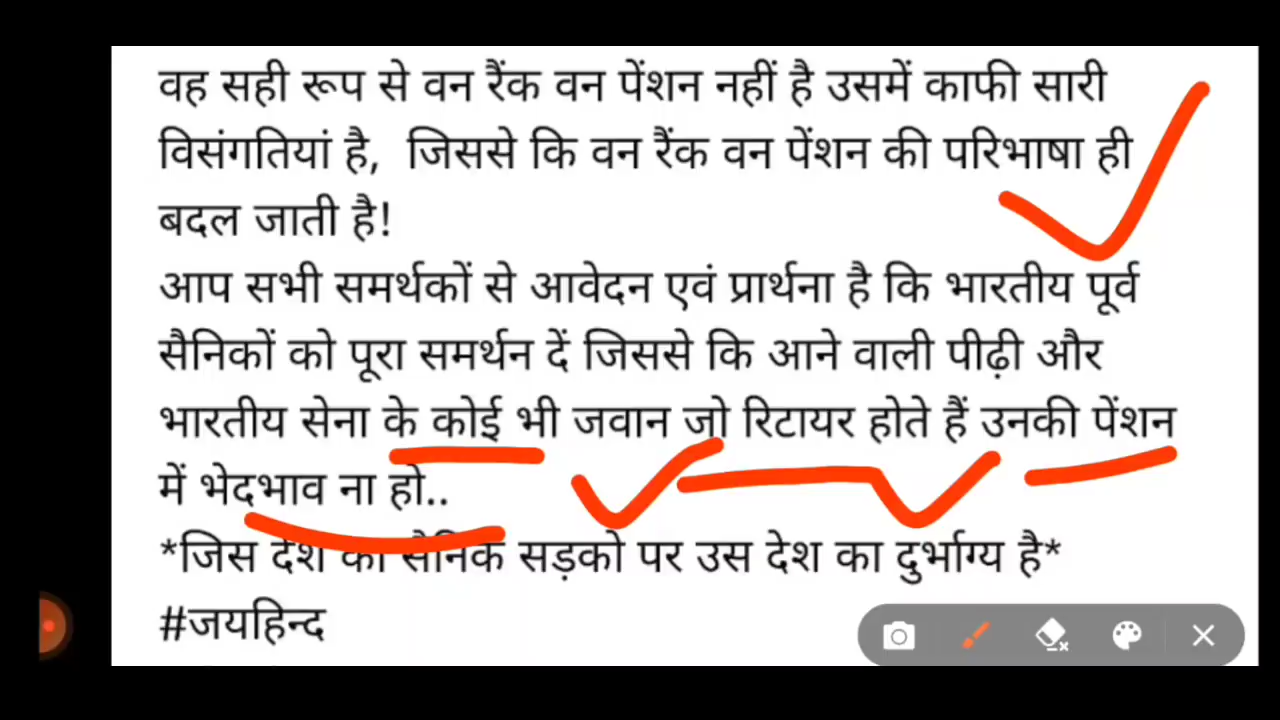 वह सही रूप से वन रैंक वन पेंशन नहीं है उसमें काफी सारी
विसंगतियां है, जिससे कि वन रैंक वन पेंशन की परिभाषा ही
बदल जाती है!
आप सभी समर्थकों से आवेदन एवं प्रार्थना है कि भारतीय पूर्व
सैनिकों को पूरा समर्थन दें जिससे कि आने वाली पीढ़ी और
भारतीय सेना के कोई भी जवान जो रिटायर होते हैं उनकी पेंशन
में भेदभाव ना हो..
*जिस देश का सैनिक सड़को पर उस देश का दुर्भाग्य है*
#जयहिन्द